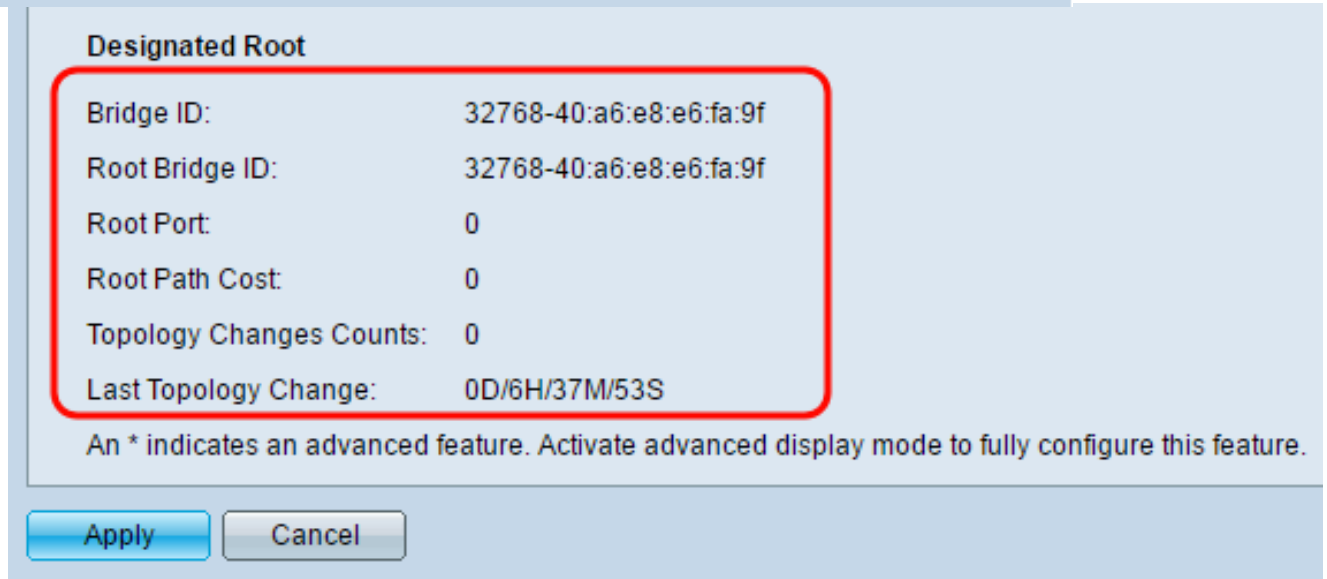 Designated Root
Bridge ID: 32768-40:a6:e8:e6:fa:9f
Root Bridge ID: 32768-40:a6:e8:e6:fa:9f
Root Port: 0
Root Path Cost: 0
Topology Changes Counts: 0
Last Topology Change: 0D/6H/37M/53S
An * indicates an advanced feature. Activate advanced display mode to fully configure this feature.
Apply Cancel